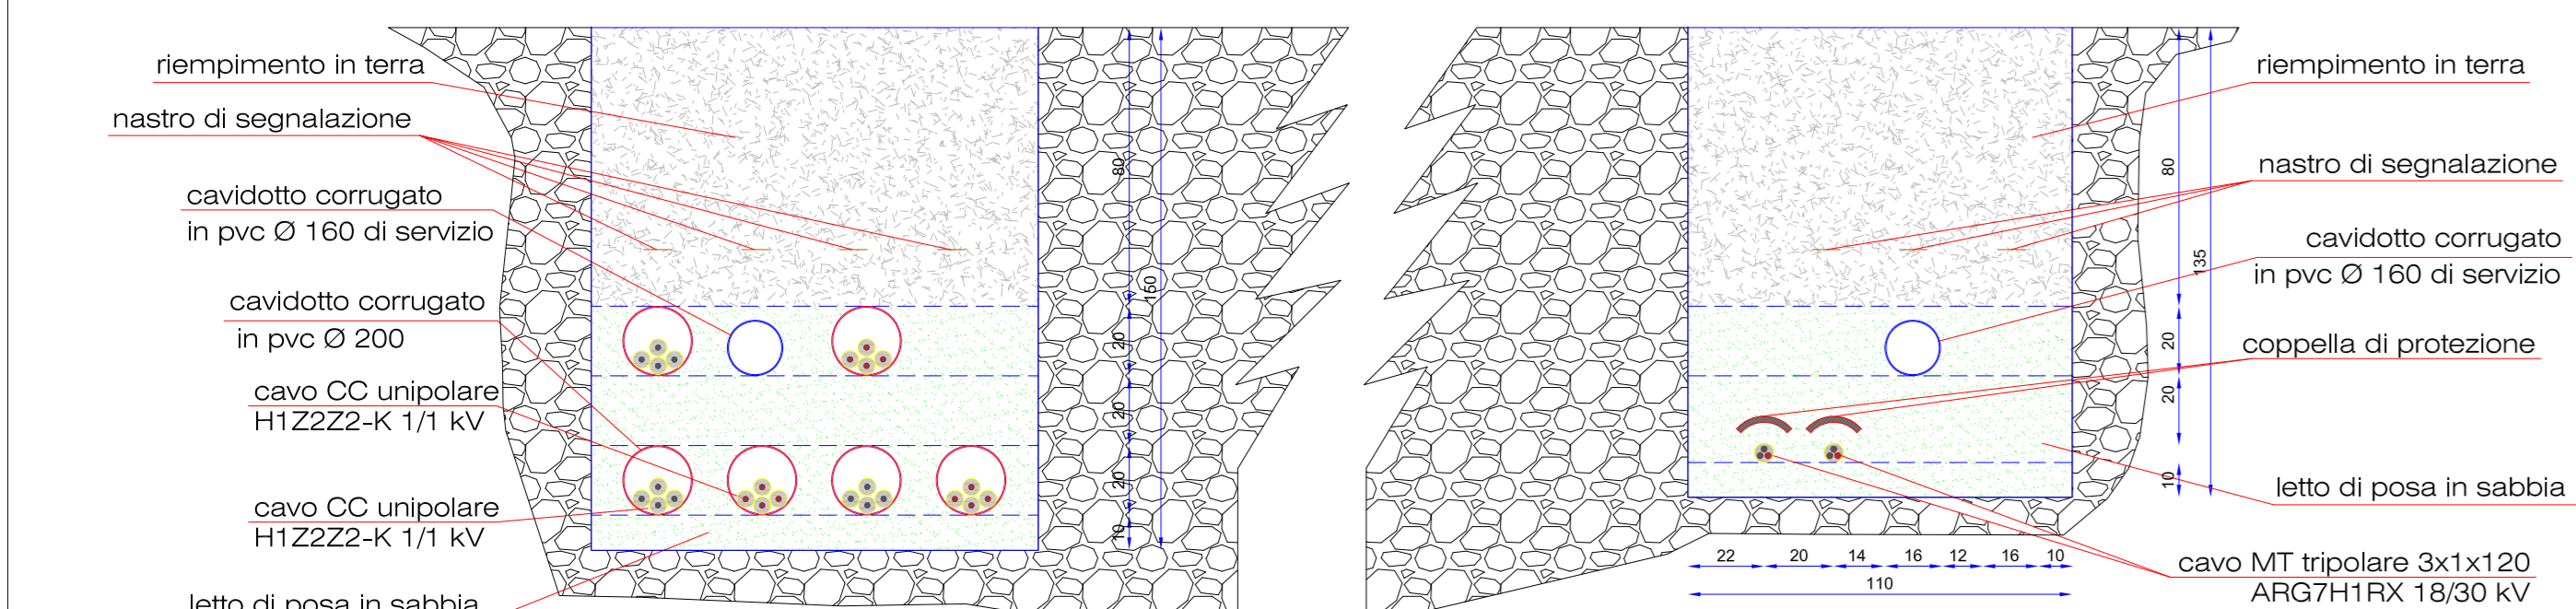 riempimento in terra
nastro di segnalazione
cavidotto corrugato
in pvc Ø 160 di servizio
cavidotto corrugato
in pvc Ø 200
cavo CC unipolare
H1Z2Z2-K 1/1 kV
cavo CC unipolare
H1Z2Z2-K 1/1 kV
letto di posa in sabbia
80
160
20
20
20
10
riempimento in terra
nastro di segnalazione
cavidotto corrugato
in pvc Ø 160 di servizio
coppella di protezione
letto di posa in sabbia
cavo MT tripolare 3x1x120
ARG7H1RX 18/30 kV
80
135
20
20
10
22 20 14 16 12 16 10
110